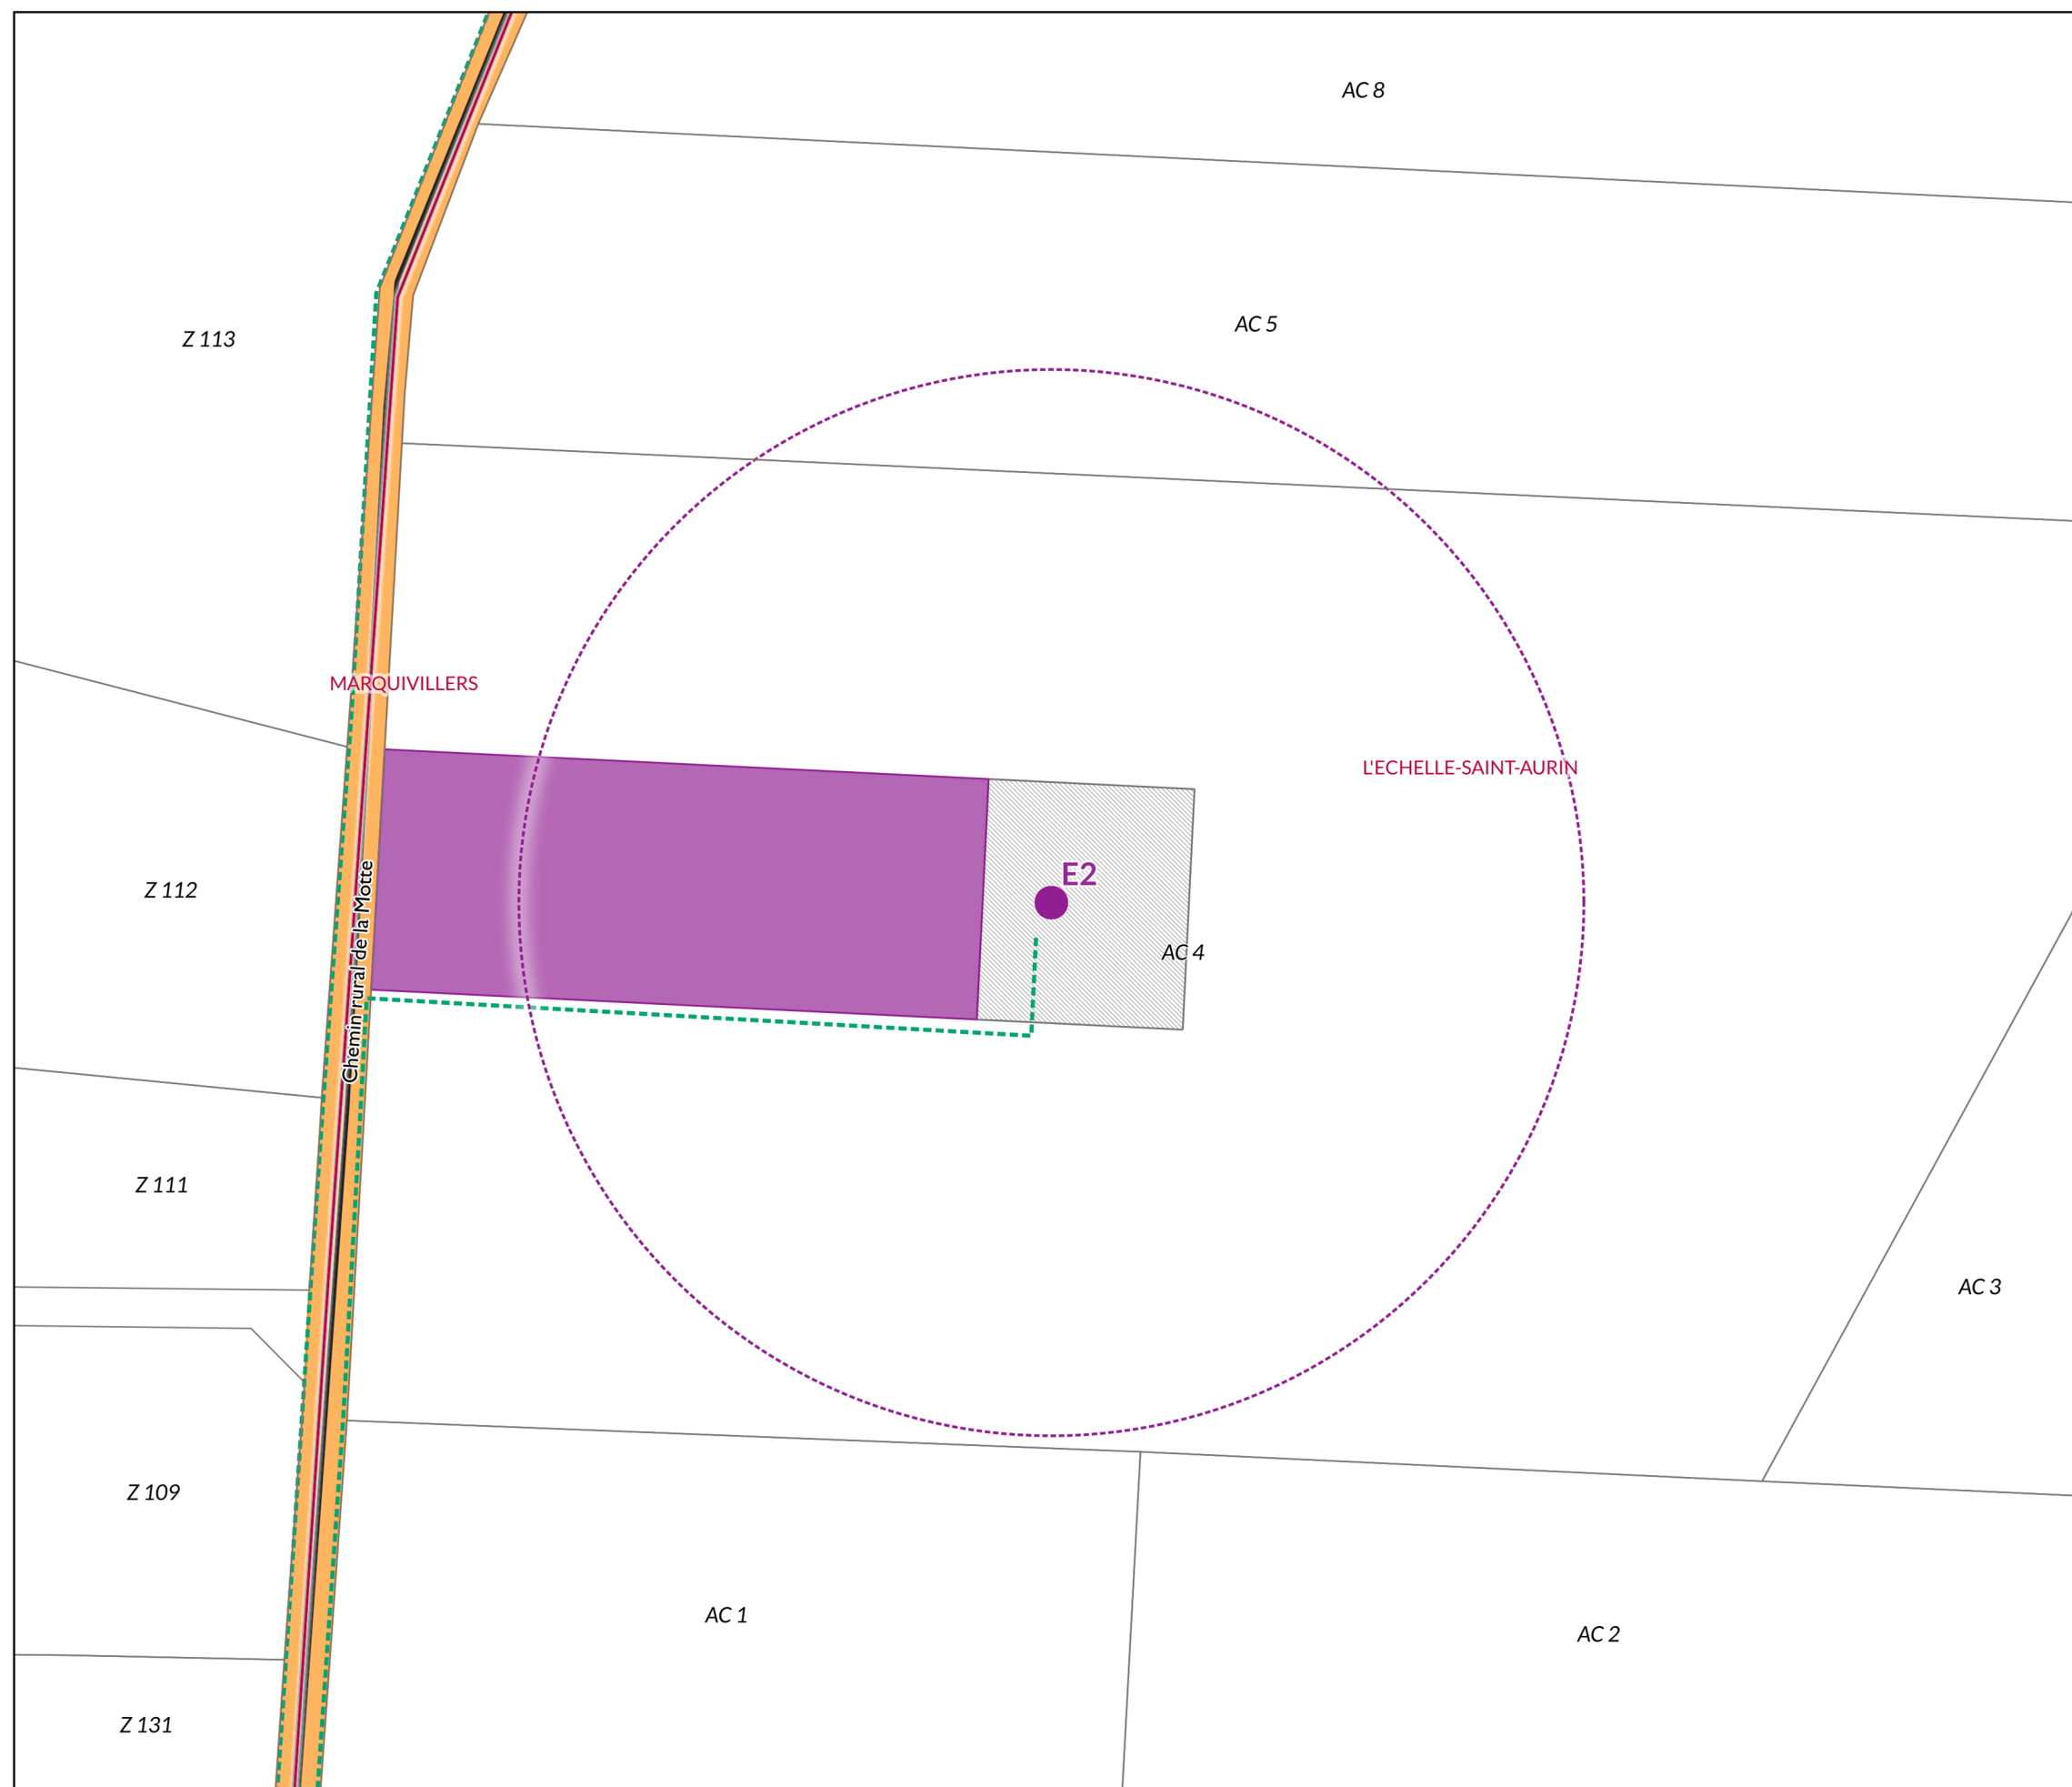 AC 8
AC 5
Z 113
MARQUIVILLERS
L'ECHELLE-SAINT-AURIN
E2
Z 112
Chemin rural de la Motte
AC 4
Z 111
AC 3
Z 109
AC 1
AC 2
Z 131